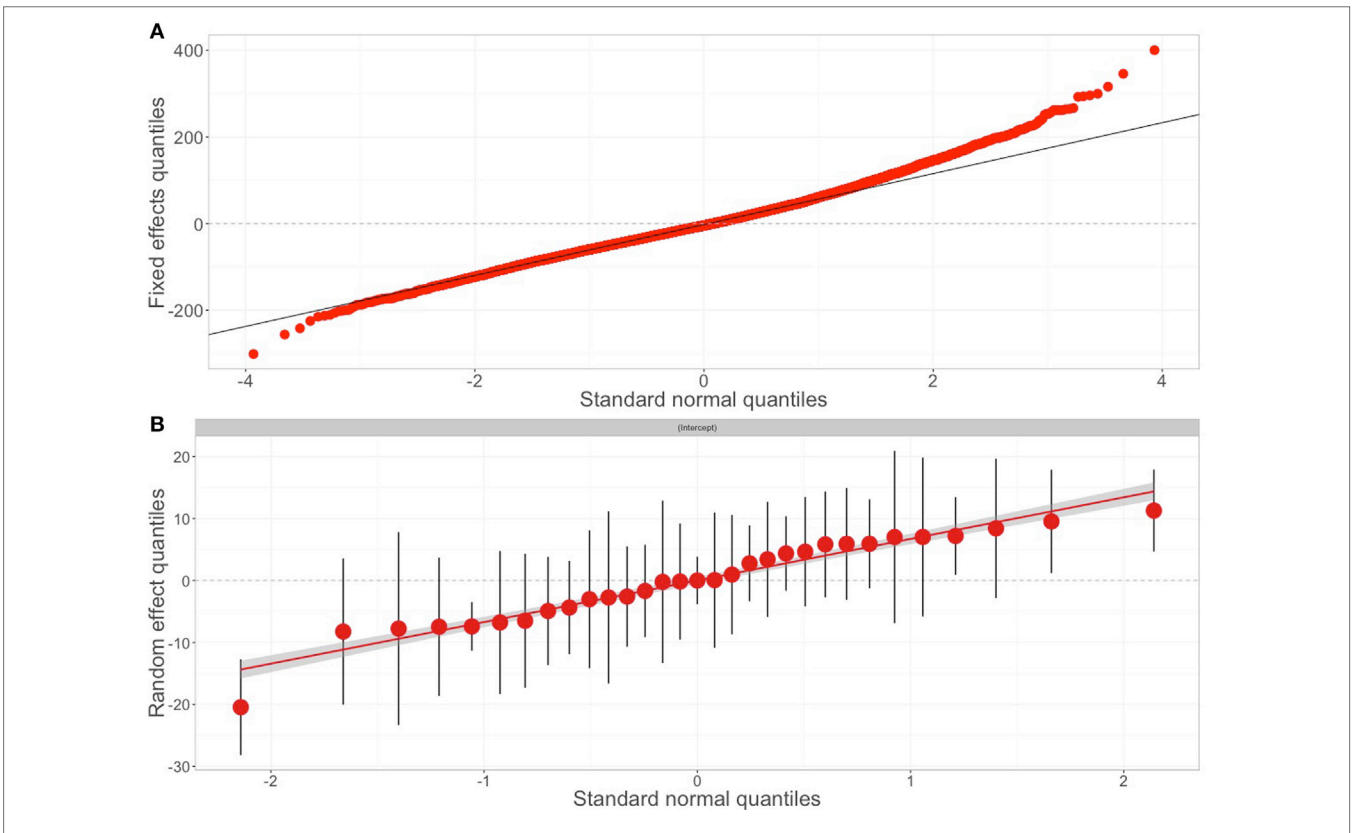 A
400
200
0
-200
Fixed effects quantiles
-4
-2
0
2
4
Standard normal quantiles
B
(Intercept)
20
10
0
-10
-20
-30
Random effect quantiles
-2
-1
0
1
2
Standard normal quantiles